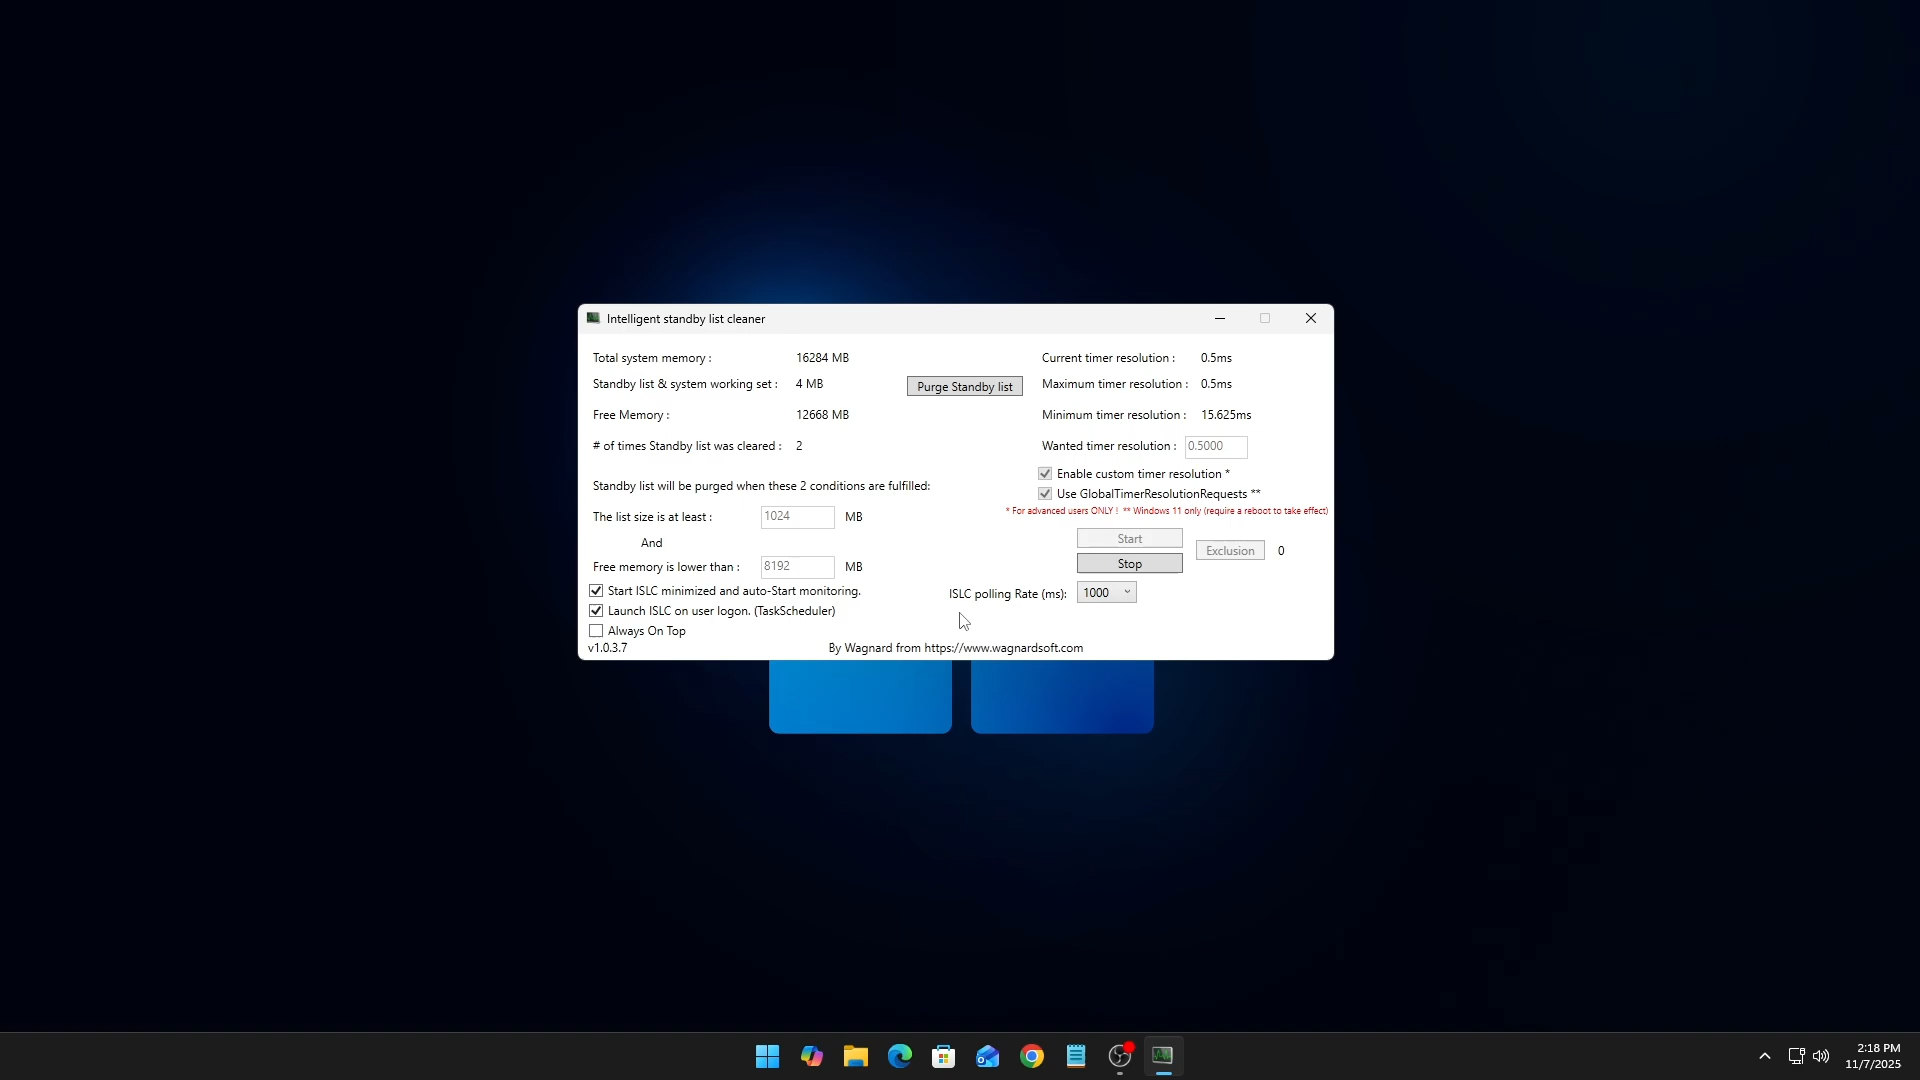 Intelligent standby list cleaner
Total system memory : 16284 MB
Standby list & system working set : 4 MB
Purge Standby list
Free Memory : 12668 MB
# of times Standby list was cleared : 2
Standby list will be purged when these 2 conditions are fulfilled:
The list size is at least : 1024 MB
And
Free memory is lower than : 8192 MB
Start ISLC minimized and auto-Start monitoring.
Launch ISLC on user logon. (TaskScheduler)
Always On Top
v1.0.3.7
Current timer resolution : 0.5ms
Maximum timer resolution : 0.5ms
Minimum timer resolution : 15.625ms
Wanted timer resolution : 0.5000
Enable custom timer resolution *
Use GlobalTimerResolutionRequests **
* For advanced users ONLY ! ** Windows 11 only (require a reboot to take effect)
Start
Stop
Exclusion 0
ISLC polling Rate (ms): 1000
By Wagnard from https://www.wagnardsoft.com
2:18 PM
11/7/2025